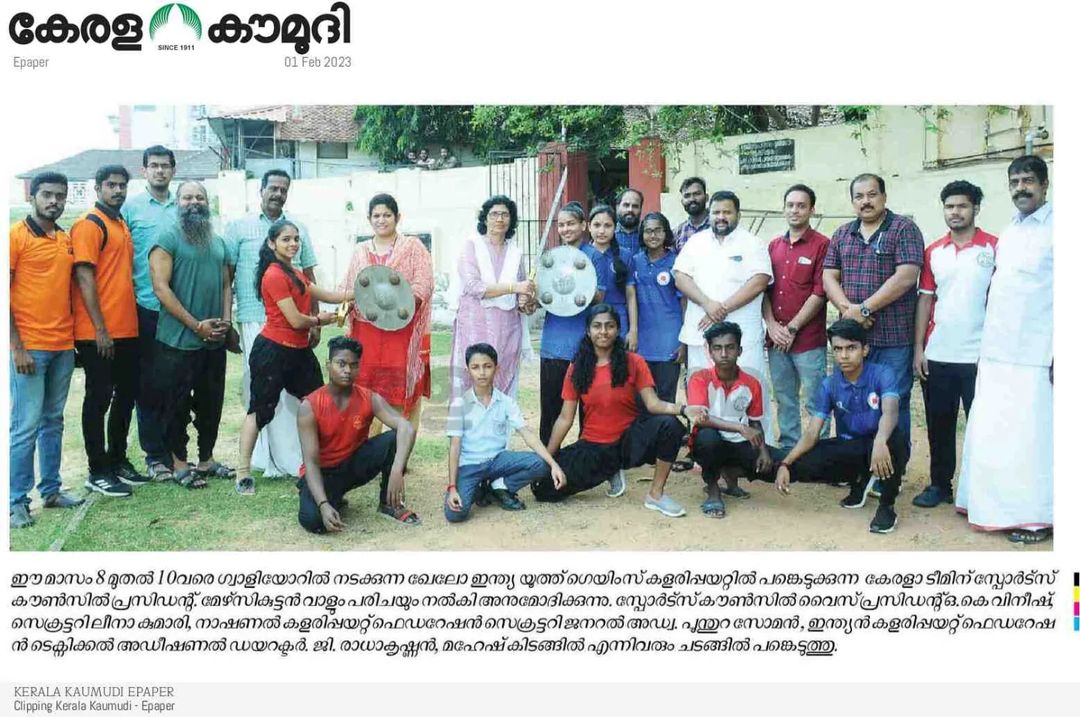 കേരള കൗമുദി
SINCE 1911
Epaper 01 Feb 2023
ഈ മാസം 8 മുതൽ 10വരെ ഗ്വാളിയോറിൽ നടക്കുന്ന ഖേലോ ഇന്ത്യ യൂത്ത് ഗെയിംസ് കളരിപ്പയറ്റിൽ പങ്കെടുക്കുന്ന കേരളാ ടീമിന് സ്പോർട്സ്
കൗൺസിൽ പ്രസിഡന്റ്. മേഴ്സികുട്ടൻ വാളും പരിചയും നൽകി അനുമോദിക്കുന്നു. സ്പോർട്സ് കൗൺസിൽ വൈസ് പ്രസിഡന്റ് ഒ.കെ വിനീഷ്,
സെക്രട്ടറി ലീനാ കുമാരി, നാഷണൽ കളരിപ്പയറ്റ് ഫെഡറേഷൻ സെക്രട്ടറി ജനറൽ അഡ്വ. പൂന്തുറ സോമൻ, ഇന്ത്യൻ കളരിപ്പയറ്റ് ഫെഡറേഷ
ൻ ടെക്നിക്കൽ അഡീഷണൽ ഡയറക്ടർ. ജി. രാധാകൃഷ്ണൻ, മഹേഷ് കിടങ്ങിൽ എന്നിവരും ചടങ്ങിൽ പങ്കെടുത്തു.
KERALA KAUMUDI EPAPER
Clipping Kerala Kaumudi - Epaper